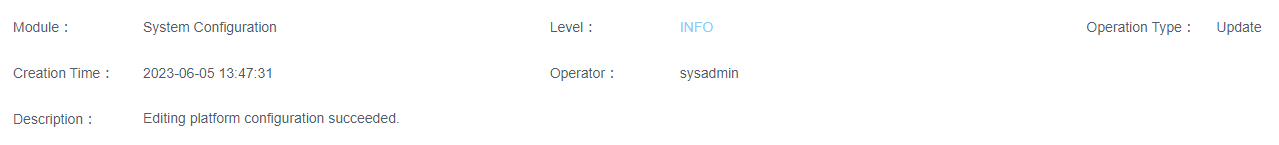 Module： System Configuration Level： INFO Operation Type： Update
Creation Time： 2023-06-05 13:47:31 Operator： sysadmin
Description： Editing platform configuration succeeded.